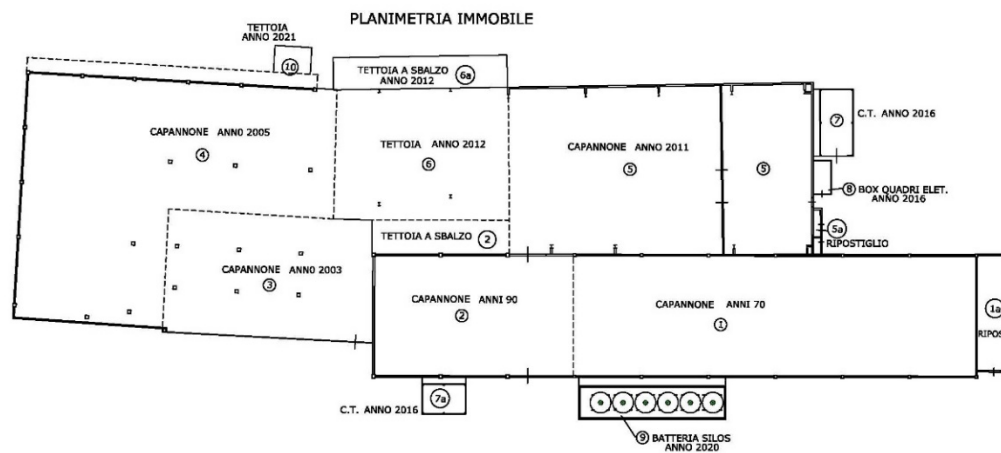 PLANIMETRIA IMMOBILE
TETTOIA
ANNO 2021
10
TETTOIA A SBALZO
ANNO 2012
6a
CAPANNONE ANNO 2005
4
TETTOIA ANNO 2012
6
CAPANNONE ANNO 2011
5
5
7
C.T. ANNO 2016
8 BOX QUADRI ELET.
ANNO 2016
5a
RIPOSTIGLIO
TETTOIA A SBALZO 2
CAPANNONE ANNO 2003
3
CAPANNONE ANNI 90
2
CAPANNONE ANNI 70
1
1a
RIPOS
C.T. ANNO 2016
7a
9 BATTERIA SILOS
ANNO 2020